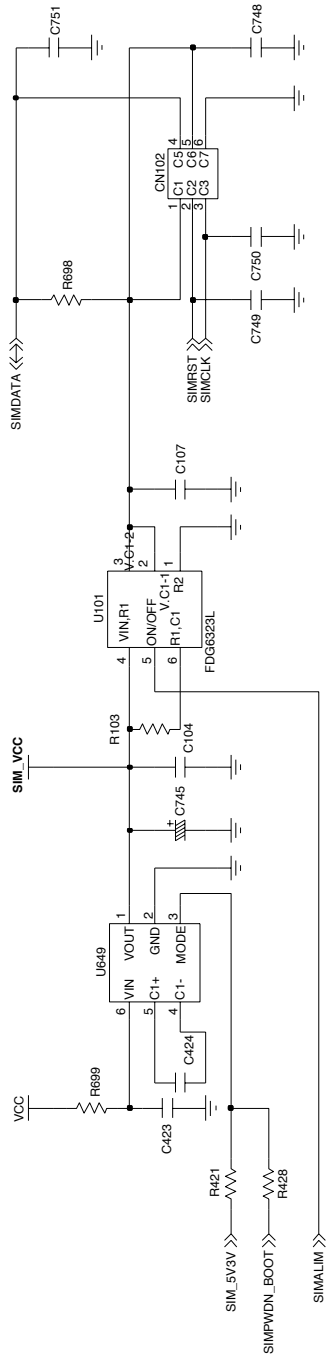 VCC
R699
C423
U649
VIN
VOUT
C1+
GND
C1-
MODE
6
5
4
1
2
3
C424
SIM_5V3V
R421
SIMPWDN_BOOT
R428
SIMALIM
SIM_VCC
+
C745
C104
R103
U101
VIN,R1
ON/OFF
R1,C1
V.C1-2
V.C1-1
R2
4
5
6
3
2
1
FDG6323L
C107
SIMDATA
R698
SIMRST
SIMCLK
C749
C750
CN102
C1
C2
C3
C5
C6
C7
1
2
3
4
5
6
C751
C748